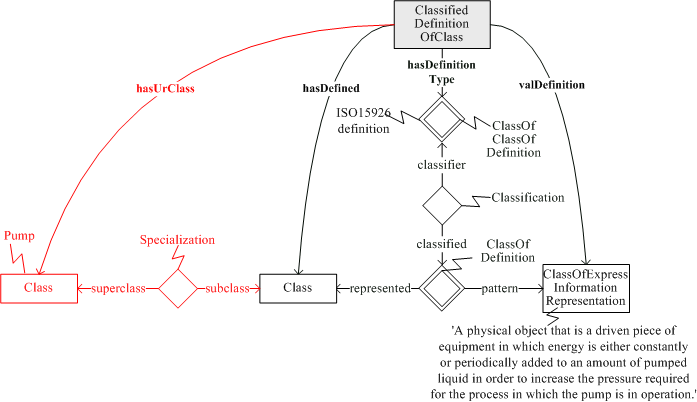 Classified
Definition
OfClass
hasUrClass
hasDefined
hasDefinition
Type
valDefinition
ISO15926
definition
ClassOf
ClassOf
Definition
classifier
Classification
classified
ClassOf
Definition
Pump
Specialization
Class
superclass
subclass
Class
represented
pattern
ClassOfExpress
Information
Representation
'A physical object that is a driven piece of
equipment in which energy is either constantly
or periodically added to an amount of pumped
liquid in order to increase the pressure required
for the process in which the pump is in operation.'